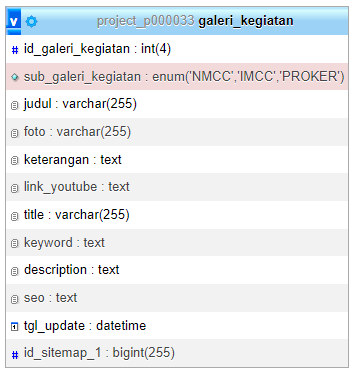 v project_p000033 galeri_kegiatan
# id_galeri_kegiatan : int(4)
sub_galeri_kegiatan : enum('NMCC','IMCC','PROKER')
judul : varchar(255)
foto : varchar(255)
keterangan : text
link_youtube : text
title : varchar(255)
keyword : text
description : text
seo : text
tgl_update : datetime
# id_sitemap_1 : bigint(255)